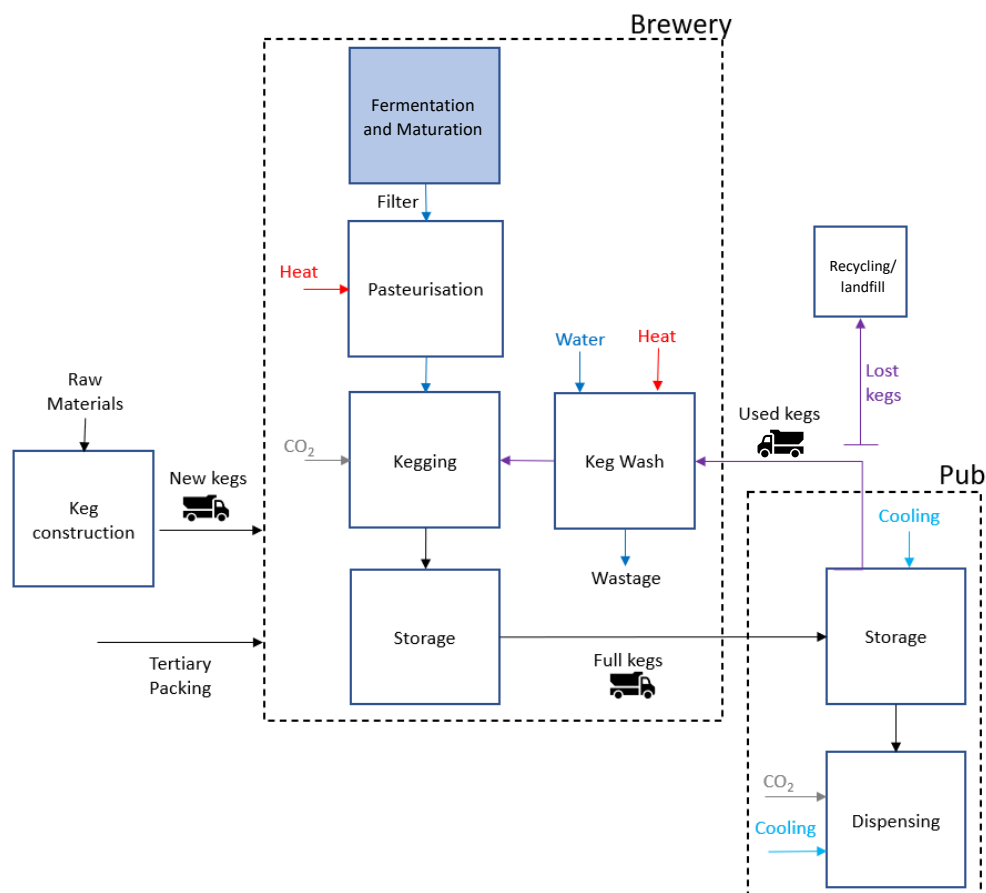 Brewery
Fermentation
and Maturation
Filter
Heat
Pasteurisation
Recycling/
landfill
Water
Heat
Lost
kegs
Raw
Materials
Used kegs
CO₂
Kegging
Keg Wash
New kegs
Keg
construction
Pub
Cooling
Wastage
Storage
Storage
Full kegs
Tertiary
Packing
CO₂
Cooling
Dispensing